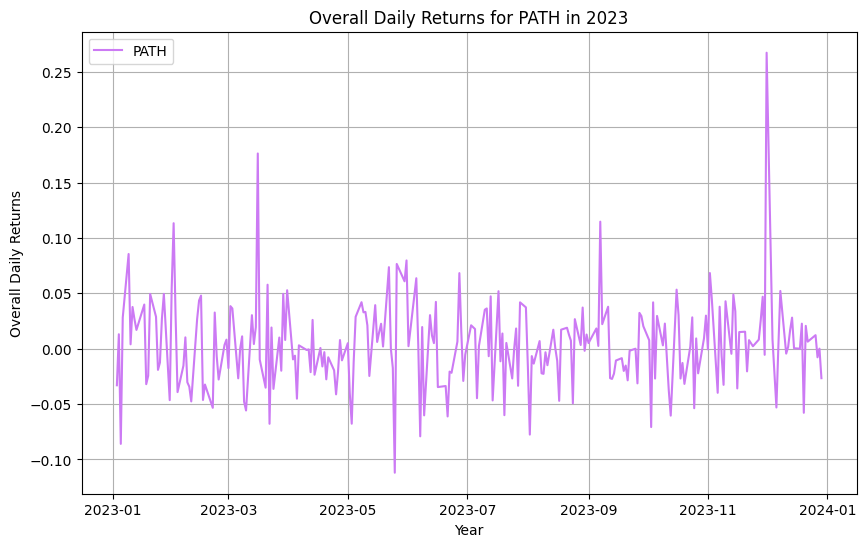 Overall Daily Returns for PATH in 2023
PATH
Overall Daily Returns
0.25
0.20
0.15
0.10
0.05
0.00
−0.05
−0.10
2023-01 2023-03 2023-05 2023-07 2023-09 2023-11 2024-01
Year